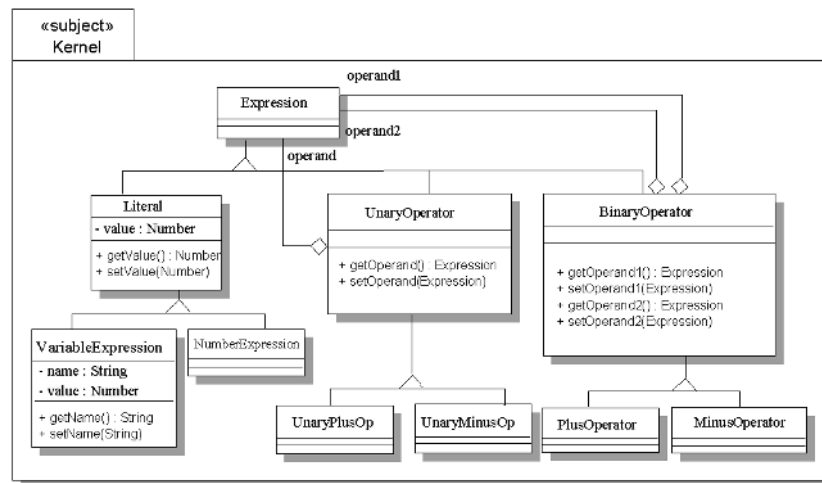 «subject»
Kernel
operand1
Expression
operand2
operand
Literal
- value : Number
+ getValue() : Number
+ setValue(Number)
UnaryOperator
+ getOperand() : Expression
+ setOperand(Expression)
BinaryOperator
+ getOperand1() : Expression
+ setOperand1(Expression)
+ getOperand2() : Expression
+ setOperand2(Expression)
VariableExpression
- name : String
- value : Number
+ getName() : String
+ setName(String)
NumberExpression
UnaryPlusOp
UnaryMinusOp
PlusOperator
MinusOperator